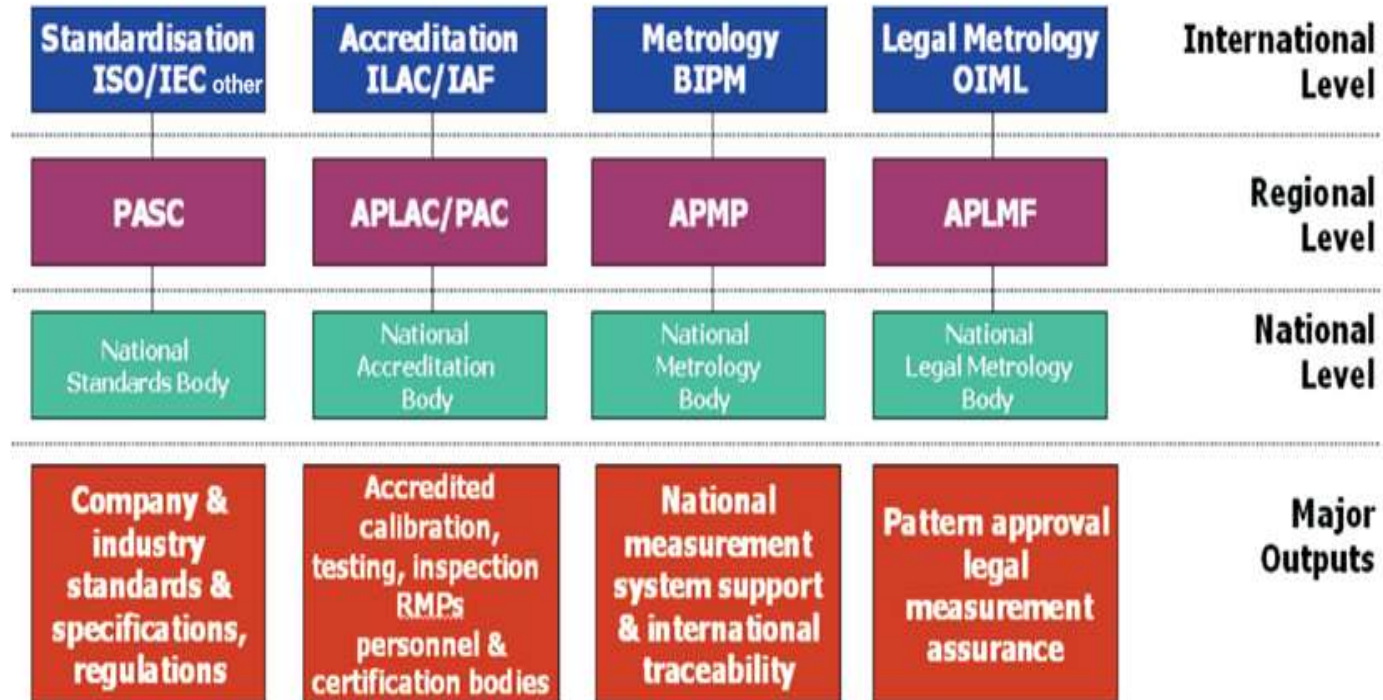 Standardisation
ISO/IEC other
Accreditation
ILAC/IAF
Metrology
BIPM
Legal Metrology
OIML
International
Level
PASC
APLAC/PAC
APMP
APLMF
Regional
Level
National
Standards Body
National
Accreditation
Body
National
Metrology
Body
National
Legal Metrology
Body
National
Level
Company &
industry
standards &
specifications,
regulations
Accredited
calibration,
testing, inspection
RMPs
personnel &
certification bodies
National
measurement
system support
& international
traceability
Pattern approval
legal
measurement
assurance
Major
Outputs